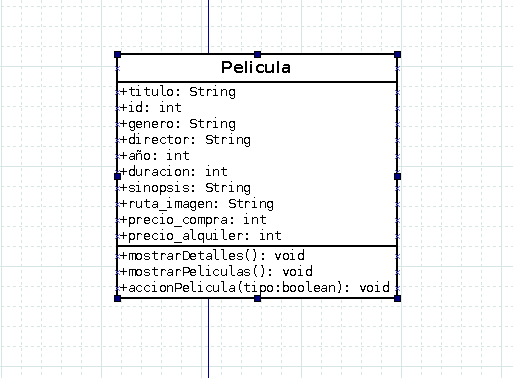 Pelicula
+titulo: String
+id: int
+genero: String
+director: String
+año: int
+duracion: int
+sinopsis: String
+ruta_imagen: String
+precio_compra: int
+precio_alquiler: int
+mostrarDetalles(): void
+mostrarPeliculas(): void
+accionPelicula(tipo:boolean): void